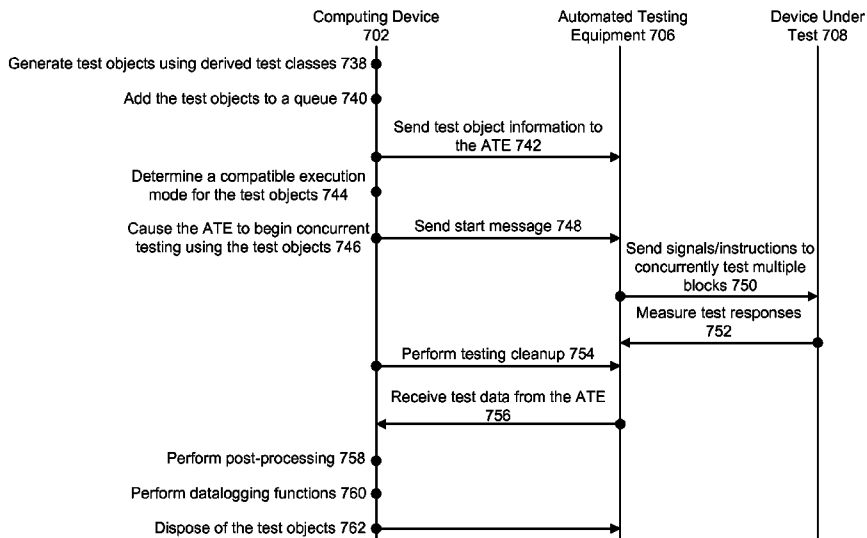 Computing Device
702
Automated Testing
Equipment 706
Device Under
Test 708
Generate test objects using derived test classes 738
Add the test objects to a queue 740
Send test object information to
the ATE 742
Determine a compatible execution
mode for the test objects 744
Cause the ATE to begin concurrent
testing using the test objects 746
Send start message 748
Send signals/instructions to
concurrently test multiple
blocks 750
Measure test responses
752
Perform testing cleanup 754
Receive test data from the ATE
756
Perform post-processing 758
Perform datalogging functions 760
Dispose of the test objects 762